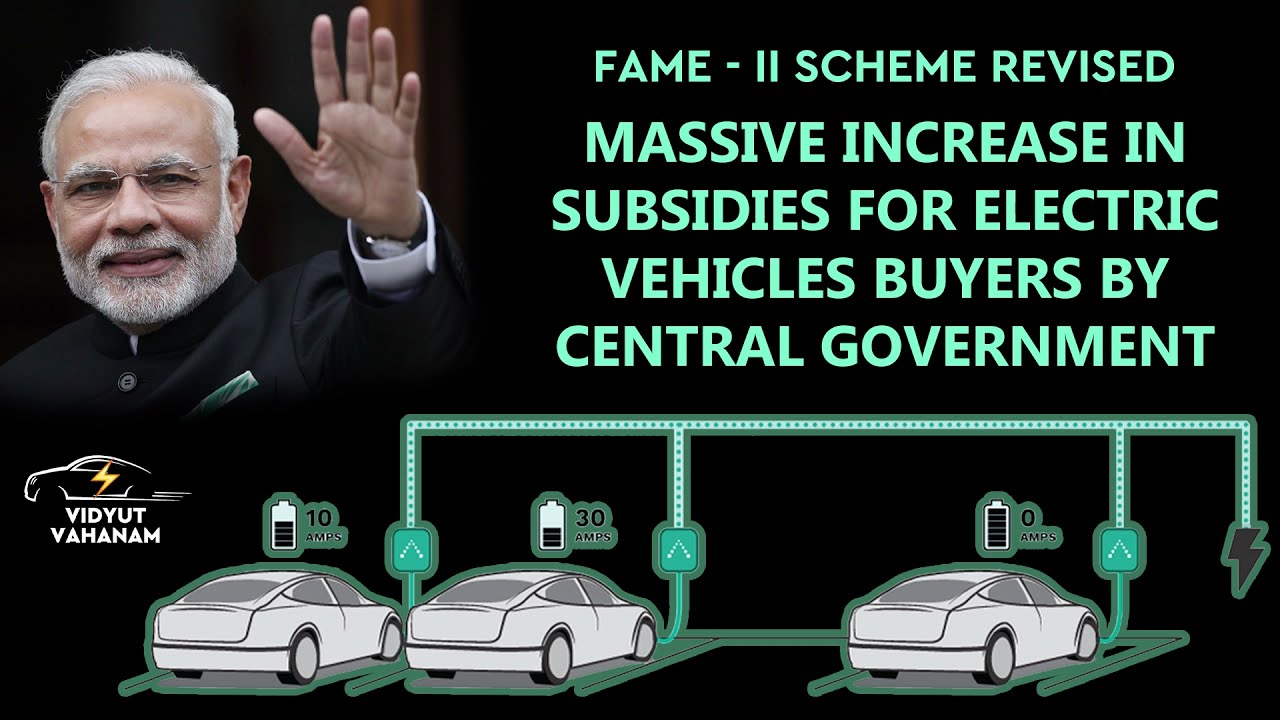 FAME - II SCHEME REVISED
MASSIVE INCREASE IN
SUBSIDIES FOR ELECTRIC
VEHICLES BUYERS BY
CENTRAL GOVERNMENT
VIDYUT
VAHANAM
10
AMPS
30
AMPS
0
AMPS